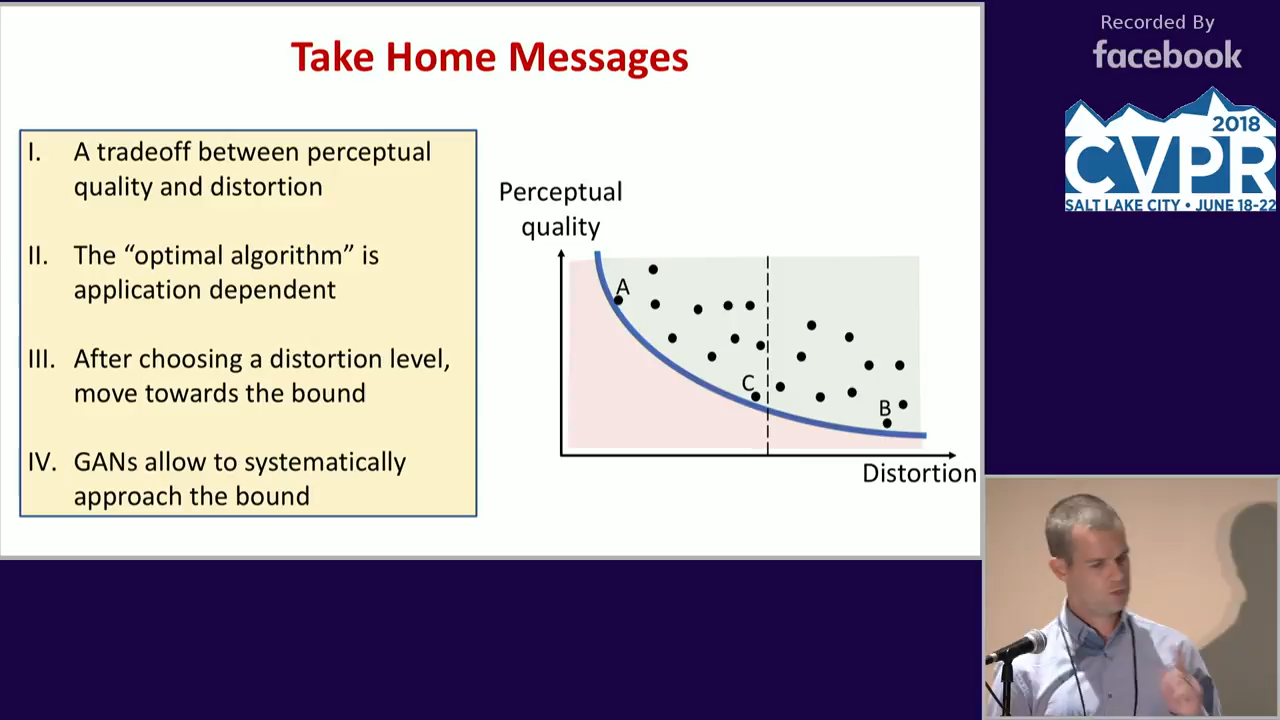 Take Home Messages
I. A tradeoff between perceptual
quality and distortion
II. The “optimal algorithm” is
application dependent
III. After choosing a distortion level,
move towards the bound
IV. GANs allow to systematically
approach the bound
Perceptual
quality
A
C
B
Distortion
Recorded By
facebook
2018
CVPR
SALT LAKE CITY • JUNE 18-22